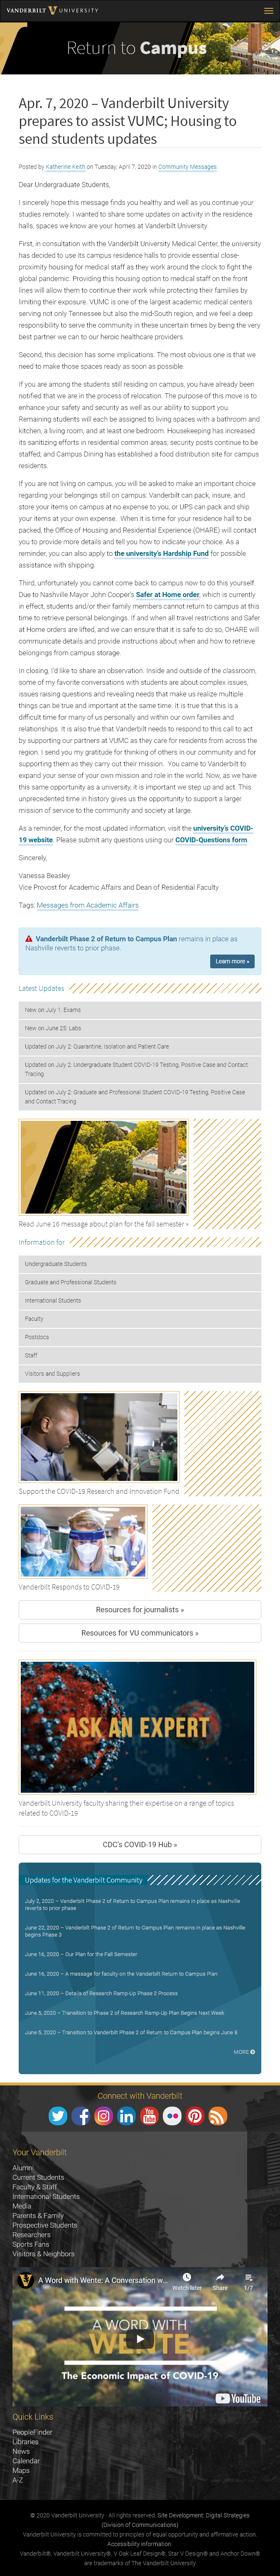 VANDERBILT V UNIVERSITY
Return to Campus
Apr. 7, 2020 – Vanderbilt University
prepares to assist VUMC; Housing to
send students updates
Posted by Katherine Keith on Tuesday, April 7, 2020 in Community Messages.
Dear Undergraduate Students,
I sincerely hope this message finds you healthy and well as you continue your
studies remotely. I wanted to share some updates on activity in the residence
halls, spaces we know are your homes at Vanderbilt University.
First, in consultation with the Vanderbilt University Medical Center, the university
has decided to use its campus residence halls to provide essential close-
proximity housing for medical staff as they work around the clock to fight the
global pandemic. Providing this housing option to medical staff on the front
lines will allow them to continue their work while protecting their families by
limiting their exposure. VUMC is one of the largest academic medical centers
serving not only Tennessee but also the mid-South region, and we feel a deep
responsibility to serve the community in these uncertain times by being the very
best partner we can to our heroic healthcare providers.
Second, this decision has some implications. The most obvious one is that we
need to make those spaces ready as soon as possible.
If you are among the students still residing on campus, you have already been
notified that we are in the process of relocation. The purpose of this move is to
enhance your safety and security as well as our ability to support you.
Remaining students will each be assigned to living spaces with a bathroom and
kitchen, a living room, and at least one bedroom. Housekeeping has increased
its sanitizing efforts in residential common areas; security posts continue to be
staffed; and Campus Dining has established a food distribution site for campus
residents.
If you are not living on campus, you will be asked to make an important choice
regarding your belongings still on campus: Vanderbilt can pack, insure, and
store your items on campus at no expense to you, or UPS can pack and ship
your items at your own expense. When it is time for your residence hall to be
packed, the Office of Housing and Residential Experience (OHARE) will contact
you to provide more details and tell you how to indicate your choice. As a
reminder, you can also apply to the university's Hardship Fund for possible
assistance with shipping.
Third, unfortunately you cannot come back to campus now to do this yourself.
Due to Nashville Mayor John Cooper's Safer at Home order, which is currently
in effect, students and their family members cannot return to campus at this
time to retrieve personal belongings. If and when all travel restrictions and Safer
at Home orders are lifted, and we are certain that it is safe to do so, OHARE will
communicate details and provide instructions about when and how to retrieve
belongings from campus storage.
In closing, I'd like to share an observation. Inside and outside of the classroom,
some of my favorite conversations with students are about complex issues,
issues raising questions and revealing needs that make us realize multiple
things can be true and important at the same time. It is true that this is a
difficult time for many of us personally and within our own families and
relationships. It is also true that Vanderbilt needs to respond to this call to act
by supporting our partners at VUMC as they care for people from across the
region. I send you my gratitude for thinking of others in our community and for
supporting them as they carry out their mission. You came to Vanderbilt to
expand on your own mission and role in the world. Now, as we have
this same opportunity as a university, it is important we step up and act. This
unprecedented time in history gives us the opportunity to support a larger
mission of service to the community and society at large.
As a reminder, for the most updated information, visit the university's COVID-
19 website. Please submit any questions using our COVID-Questions form.
Sincerely,
Vanessa Beasley
Vice Provost for Academic Affairs and Dean of Residential Faculty
Tags: Messages from Academic Affairs
Vanderbilt Phase 2 of Return to Campus Plan remains in place as
Nashville reverts to prior phase.
Learn more »
Latest Updates
New on July 1: Exams
New on June 25: Labs
Updated on July 2: Quarantine, Isolation and Patient Care
Updated on July 2: Undergraduate Student COVID-19 Testing, Positive Case and Contact
Tracing
Updated on July 2: Graduate and Professional Student COVID-19 Testing, Positive Case
and Contact Tracing
Read June 16 message about plan for the fall semester »
Information for
Undergraduate Students
Graduate and Professional Students
International Students
Faculty
Postdocs
Staff
Visitors and Suppliers
Support the COVID-19 Research and Innovation Fund
Vanderbilt Responds to COVID-19
Resources for journalists »
Resources for VU communicators »
ASK AN EXPERT
Vanderbilt University faculty sharing their expertise on a range of topics
related to COVID-19
CDC's COVID-19 Hub »
Updates for the Vanderbilt Community
July 2, 2020 – Vanderbilt Phase 2 of Return to Campus Plan remains in place as Nashville
reverts to prior phase
June 22, 2020 – Vanderbilt Phase 2 of Return to Campus Plan remains in place as Nashville
begins Phase 3
June 16, 2020 – Our Plan for the Fall Semester
June 16, 2020 – A message for faculty on the Vanderbilt Return to Campus Plan
June 11, 2020 – Details of Research Ramp-Up Phase 2 Process
June 5, 2020 – Transition to Phase 2 of Research Ramp-Up Plan Begins Next Week
June 5, 2020 – Transition to Vanderbilt Phase 2 of Return to Campus Plan begins June 8
MORE
Connect with Vanderbilt
You Tube
Your Vanderbilt
Alumni
Current Students
Faculty & Staff
International Students
Media
Parents & Family
Prospective Students
Researchers
Sports Fans
Visitors & Neighbors
A Word with Wente: A Conversation w...
Watch later
Share
1/7
A WORD WITH
WENTE
The Economic Impact of COVID-19
YouTube
Quick Links
PeopleFinder
Libraries
News
Calendar
Maps
A-Z
© 2020 Vanderbilt University · All rights reserved. Site Development: Digital Strategies
(Division of Communications)
Vanderbilt University is committed to principles of equal opportunity and affirmative action.
Accessibility information.
Vanderbilt®, Vanderbilt University®, V Oak Leaf Design®, Star V Design® and Anchor Down®
are trademarks of The Vanderbilt University